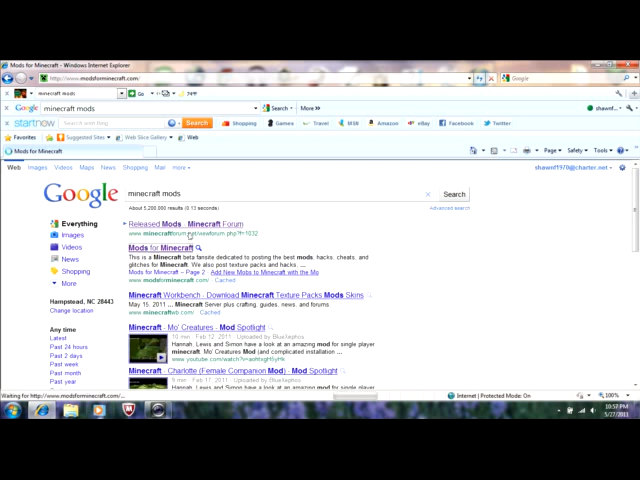 Mods for Minecraft - Windows Internet Explorer
http://www.modsforminecraft.com/
Google
minecraft mods
Go
74°F
Google
minecraft mods
Search
More »
startnow
Search with bing
Search
Shopping
Games
Travel
MSN
Amazon
eBay
Facebook
Twitter
Favorites
Suggested Sites
Web Slice Gallery
Web
Mods for Minecraft
Page
Safety
Tools
Web Images Videos Maps News Shopping Mail more
shawnff970@charter.net
Google
minecraft mods
Search
About 5,280,000 results (0.13 seconds)
Advanced search
Everything
Images
Videos
News
Shopping
More
Hampstead, NC 28443
Change location
Any time
Latest
Past 24 hours
Past 2 days
Past week
Past month
Past year
Released Mods - Minecraft Forum
www.minecraftforum.net/viewforum.php?f=1032
Mods for Minecraft
This is a Minecraft beta fansite dedicated to posting the best mods, hacks, cheats, and
glitches for Minecraft. We also post texture packs and hacks ...
Mods for Minecraft – Page 2 Add New Mobs to Minecraft with the Mo
www.modsforminecraft.com/ - Cached
Minecraft Workbench - Download Minecraft Texture Packs Mods Skins
May 15, 2011 ... Minecraft Server plus crafting, guides, news, and forums.
www.minecraftwb.com/ - Cached
Minecraft - Mo' Creatures - Mod Spotlight
10 min - Feb 12, 2011 - Uploaded by BlueXephos
Hannah, Lewis and Simon have a look at an amazing mod for single player
minecraft. Mo' Creatures Mod (and complicated installation ...
Minecraft - Charlotte (Female Companion Mod) - Mod Spotlight
Feb 17, 2011 - Uploaded by BlueXephos
Hannah, Lewis and Simon have a look at an amazing mod for single player
Waiting for http://www.modsforminecraft.com/...
Internet | Protected Mode: On
100%
10:57 PM
5/27/2011